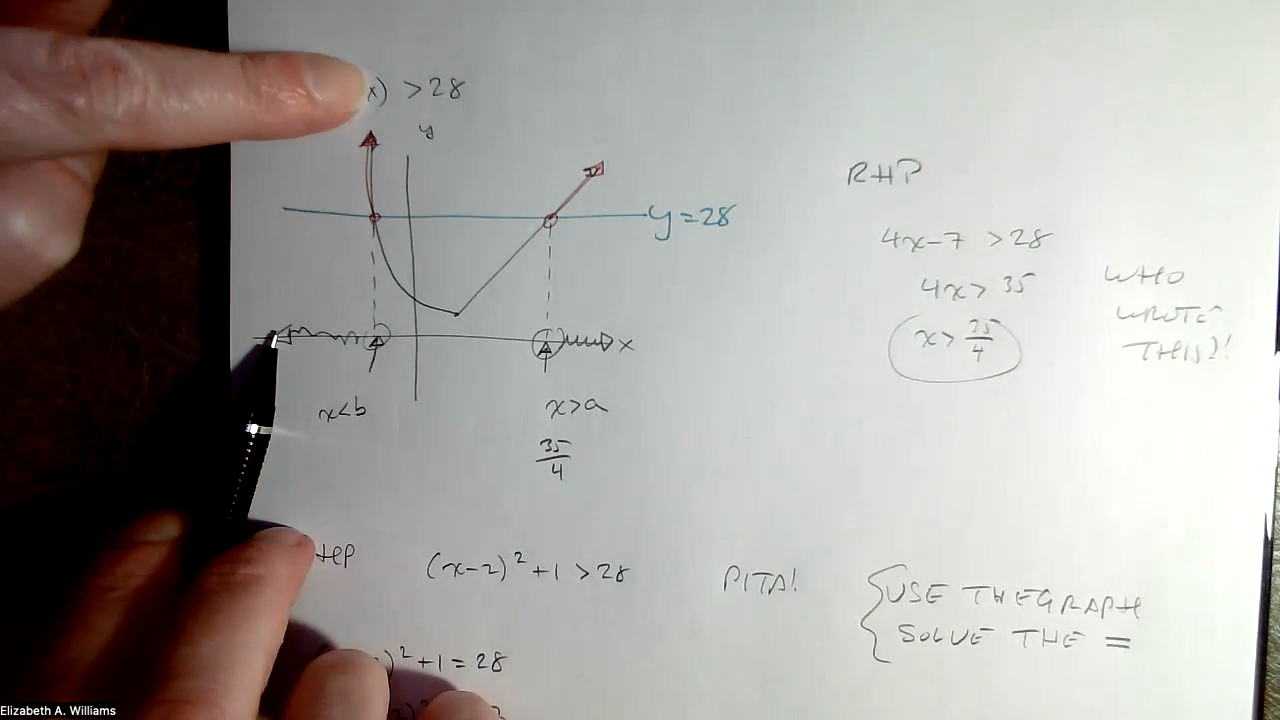 x) > 28
y
y = 28
x
x < b
x > a
35/4
RHP
4x - 7 > 28
4x > 35
x > 35/4
WHO
WROTE
THIS?!
HP
(x-2)² + 1 > 28
PITA!
USE THE GRAPH
SOLVE THE =
)² + 1 = 28
Elizabeth A. Williams